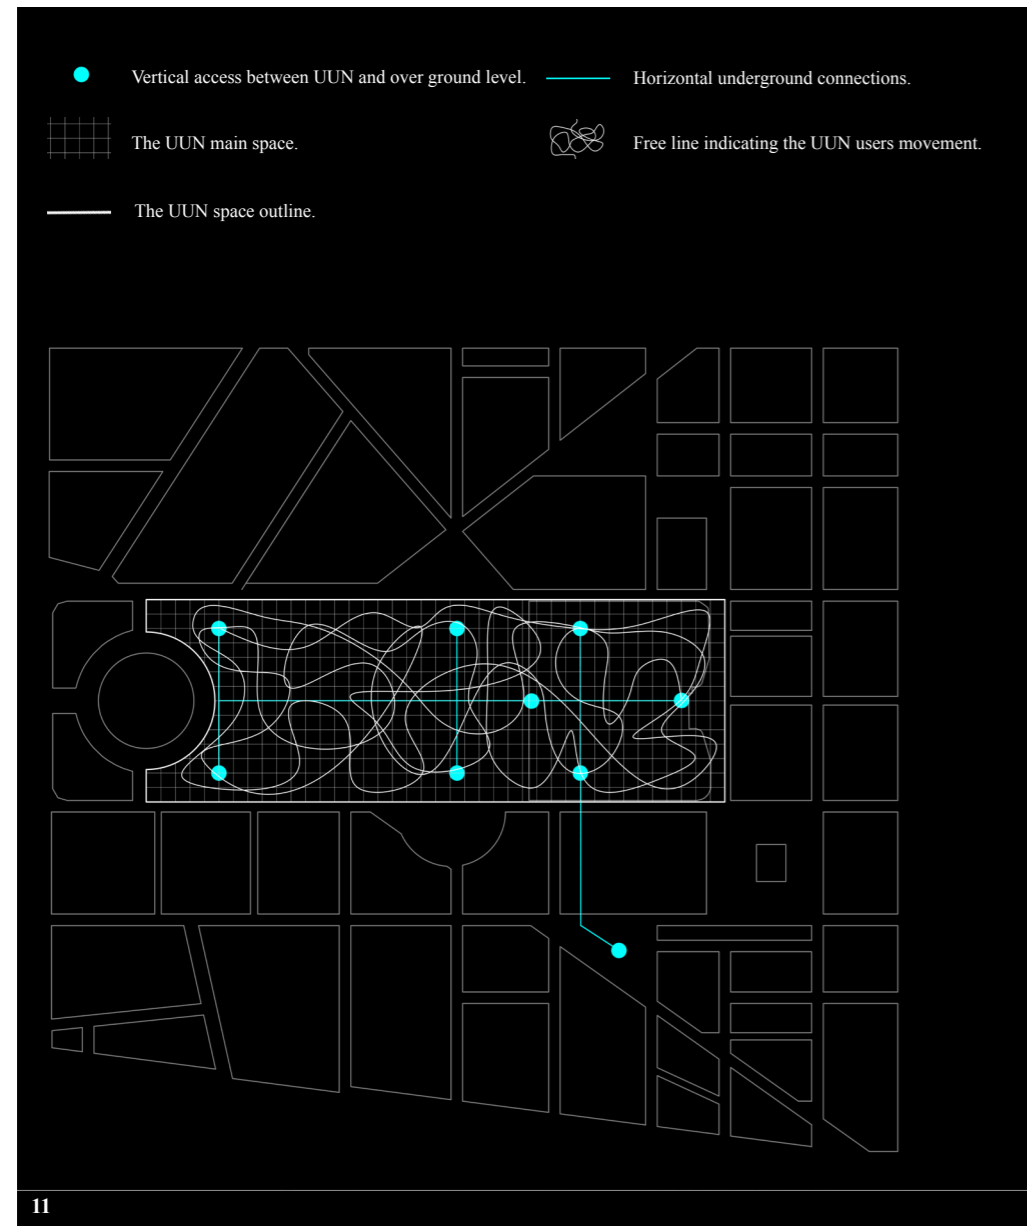 Vertical access between UUN and over ground level.
Horizontal underground connections.
The UUN main space.
Free line indicating the UUN users movement.
The UUN space outline.
11